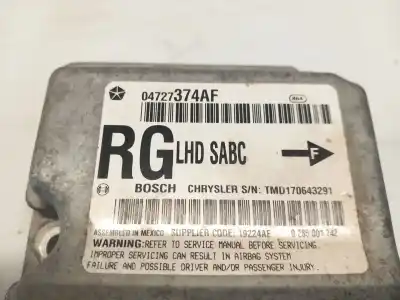 04727374AF
RG LHD SABC F
BOSCH CHRYSLER S/N: TMD170643291
ASSEMBLED IN MEXICO SUPPLIER CODE: 19224AE 0 285 001 742
WARNING:REFER TO SERVICE MANUAL BEFORE SERVICING.
IMPROPER SERVICING CAN RESULT IN AIRBAG SYSTEM
FAILURE AND POSSIBLE DRIVER AND/OR PASSENGER INJURY.